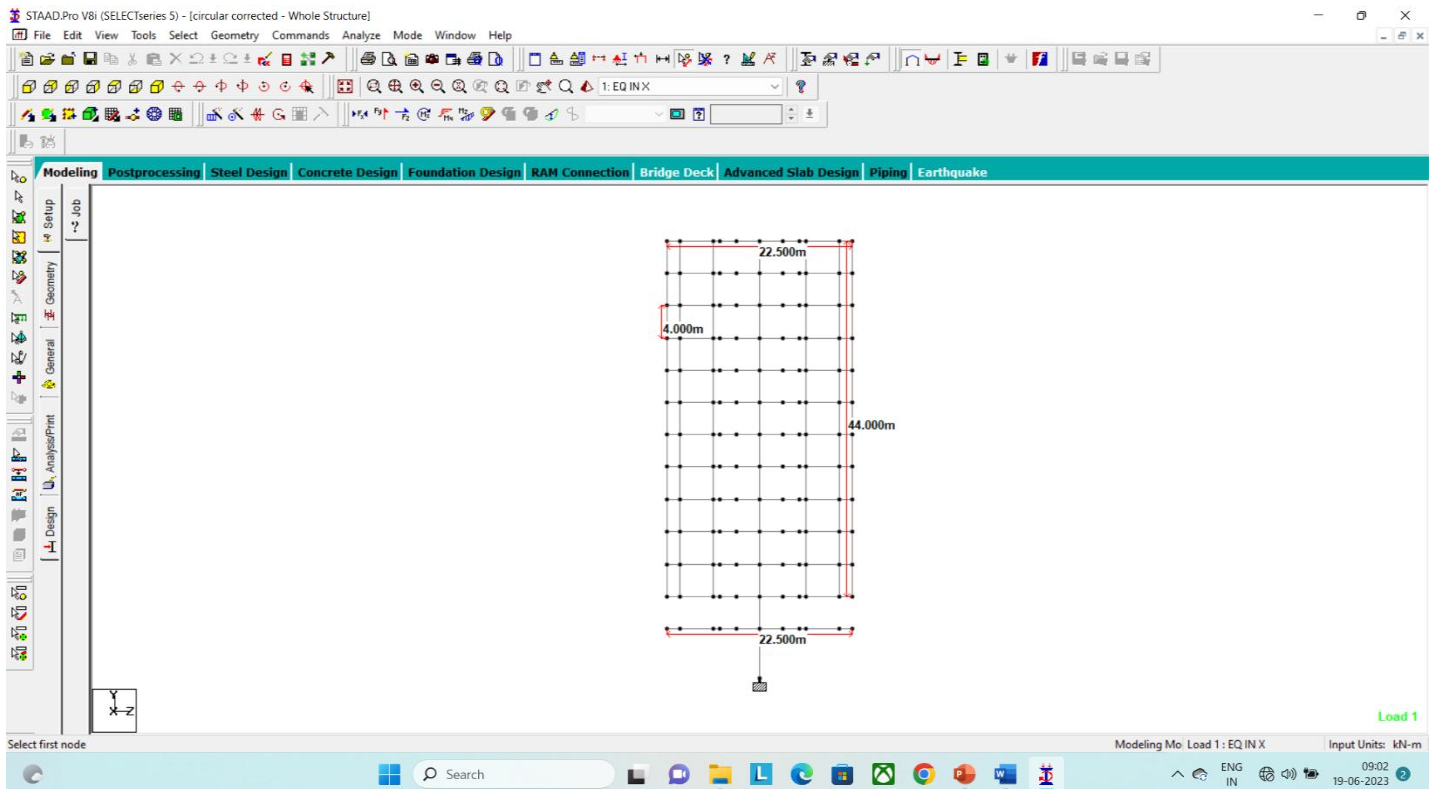 STAAD.Pro V8i (SELECTseries 5) - [circular corrected - Whole Structure]
File Edit View Tools Select Geometry Commands Analyze Mode Window Help
1: EQ IN X
Modeling Postprocessing Steel Design Concrete Design Foundation Design RAM Connection Bridge Deck Advanced Slab Design Piping Earthquake
Setup
Geometry
General
Analysis/Print
Design
? Job
22.500m
4.000m
44.000m
22.500m
Y
X Z
Load 1
Select first node
Modeling Mo Load 1 : EQ IN X Input Units: kN-m
Search
ENG
IN
09:02
19-06-2023
2